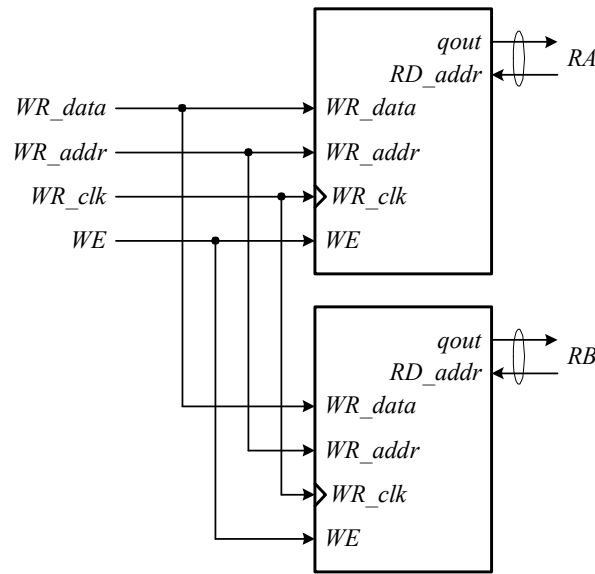 qout
RD_addr
RA
WR_data
WR_addr
WR_clk
WE
WR_data
WR_addr
WR_clk
WE
qout
RD_addr
RB
WR_data
WR_addr
WR_clk
WE